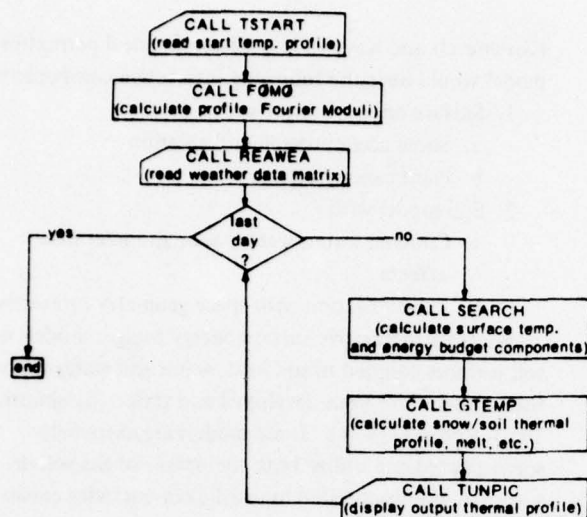 CALL TSTART
(read start temp. profile)
CALL FØMØ
(calculate profile Fourier Moduli)
CALL REAWEA
(read weather data matrix)
last
day
?
yes
no
end
CALL SEARCH
(calculate surface temp.
and energy budget components)
CALL GTEMP
(calculate snow/soil thermal
profile, melt, etc.)
CALL TUNPIC
(display output thermal profile)